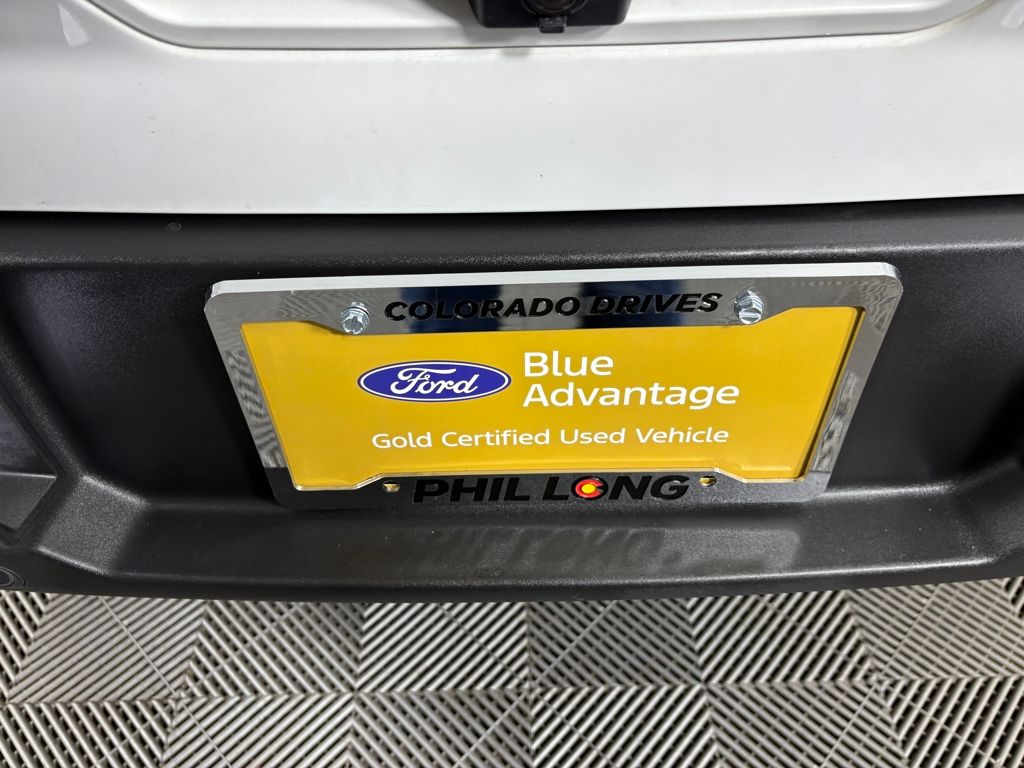 COLORADO DRIVES
Ford
Blue
Advantage
Gold Certified Used Vehicle
PHIL LONG